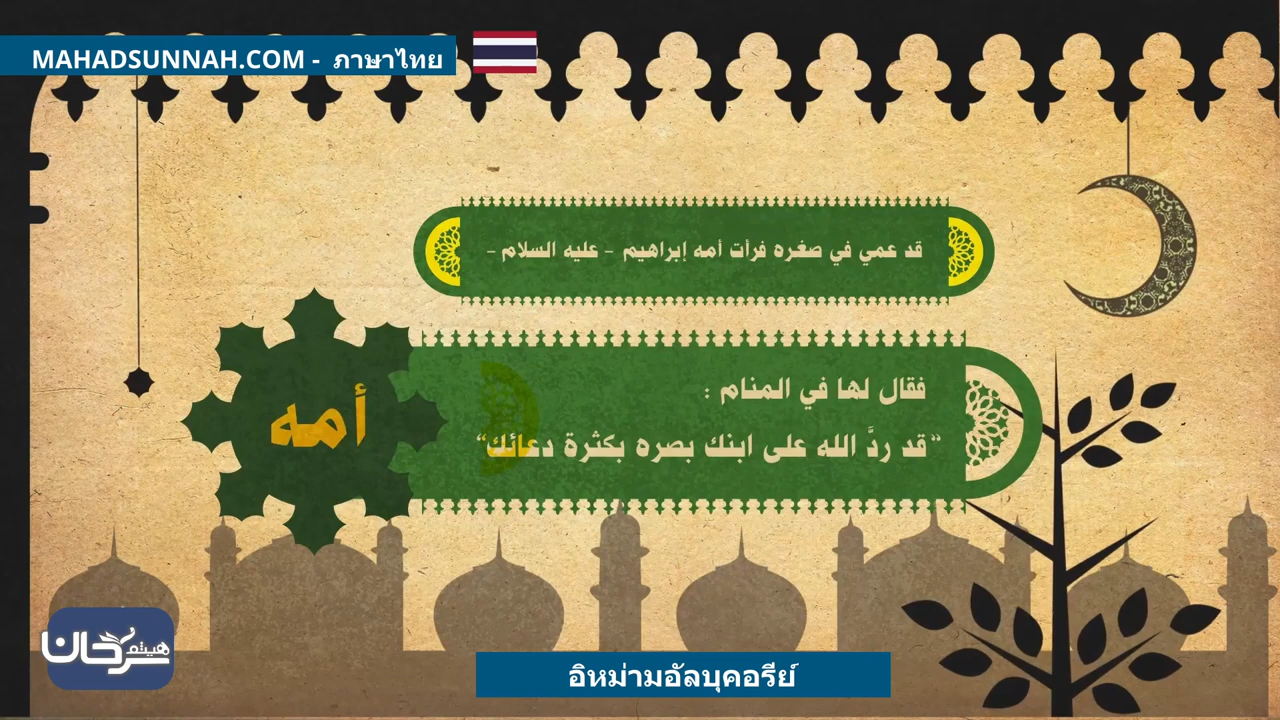 MAHADSUNNAH.COM - ภาษาไทย
قد عمي في صغره فرأت أمه إبراهيم - عليه السلام -
أمه
فقال لها في المنام :
”قد ردَّ الله على ابنك بصره بكثرة دعائك“
هيثم سرحان
อิหม่ามอัลบุคอรีย์